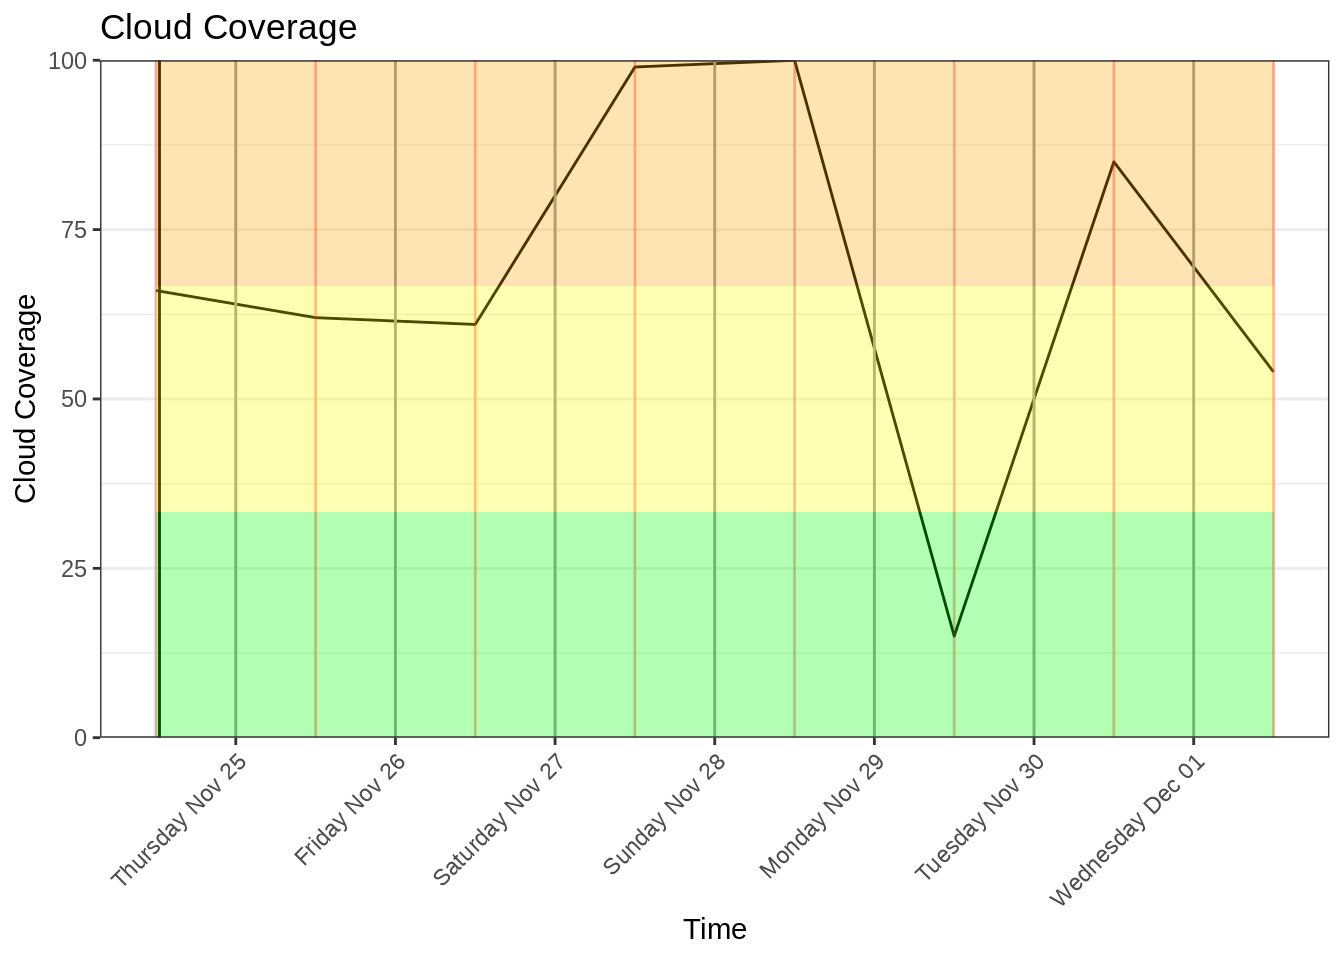 Cloud Coverage
100
75
50
25
0
Cloud Coverage
Thursday Nov 25
Friday Nov 26
Saturday Nov 27
Sunday Nov 28
Monday Nov 29
Tuesday Nov 30
Wednesday Dec 01
Time